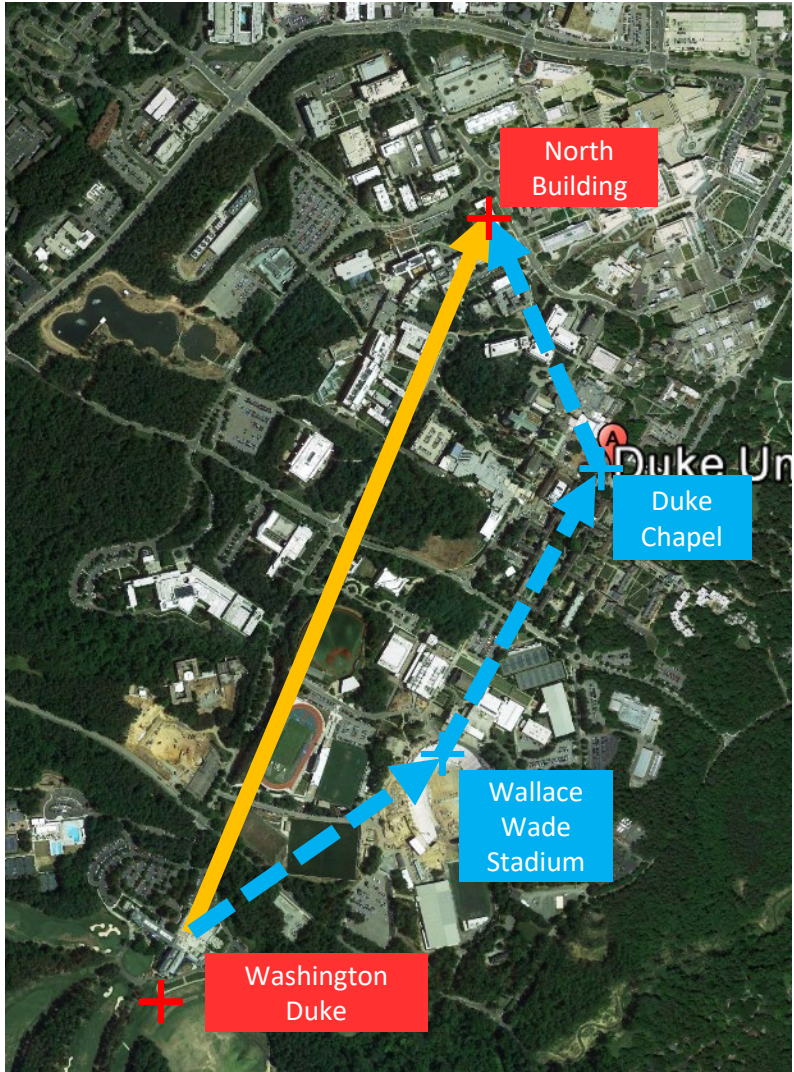 North
Building
A
Duke Un
Duke
Chapel
Wallace
Wade
Stadium
Washington
Duke